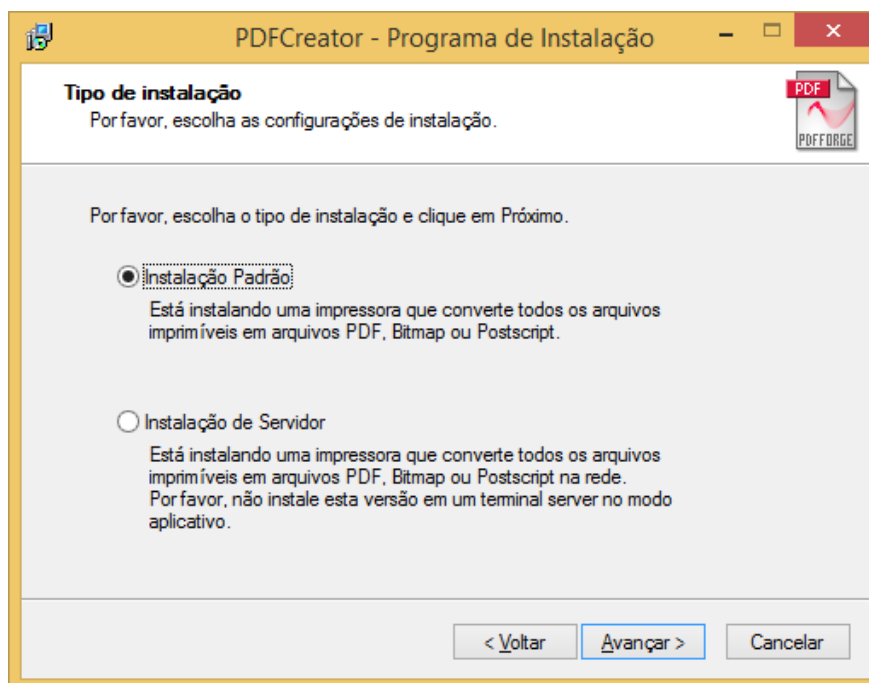 PDFCreator - Programa de Instalação
Tipo de instalação
Por favor, escolha as configurações de instalação.
PDF
PDFFORGE
Por favor, escolha o tipo de instalação e clique em Próximo.
Instalação Padrão
Está instalando uma impressora que converte todos os arquivos
imprimíveis em arquivos PDF, Bitmap ou Postscript.
Instalação de Servidor
Está instalando uma impressora que converte todos os arquivos
imprimíveis em arquivos PDF, Bitmap ou Postscript na rede.
Por favor, não instale esta versão em um terminal server no modo
aplicativo.
< Voltar
Avançar >
Cancelar